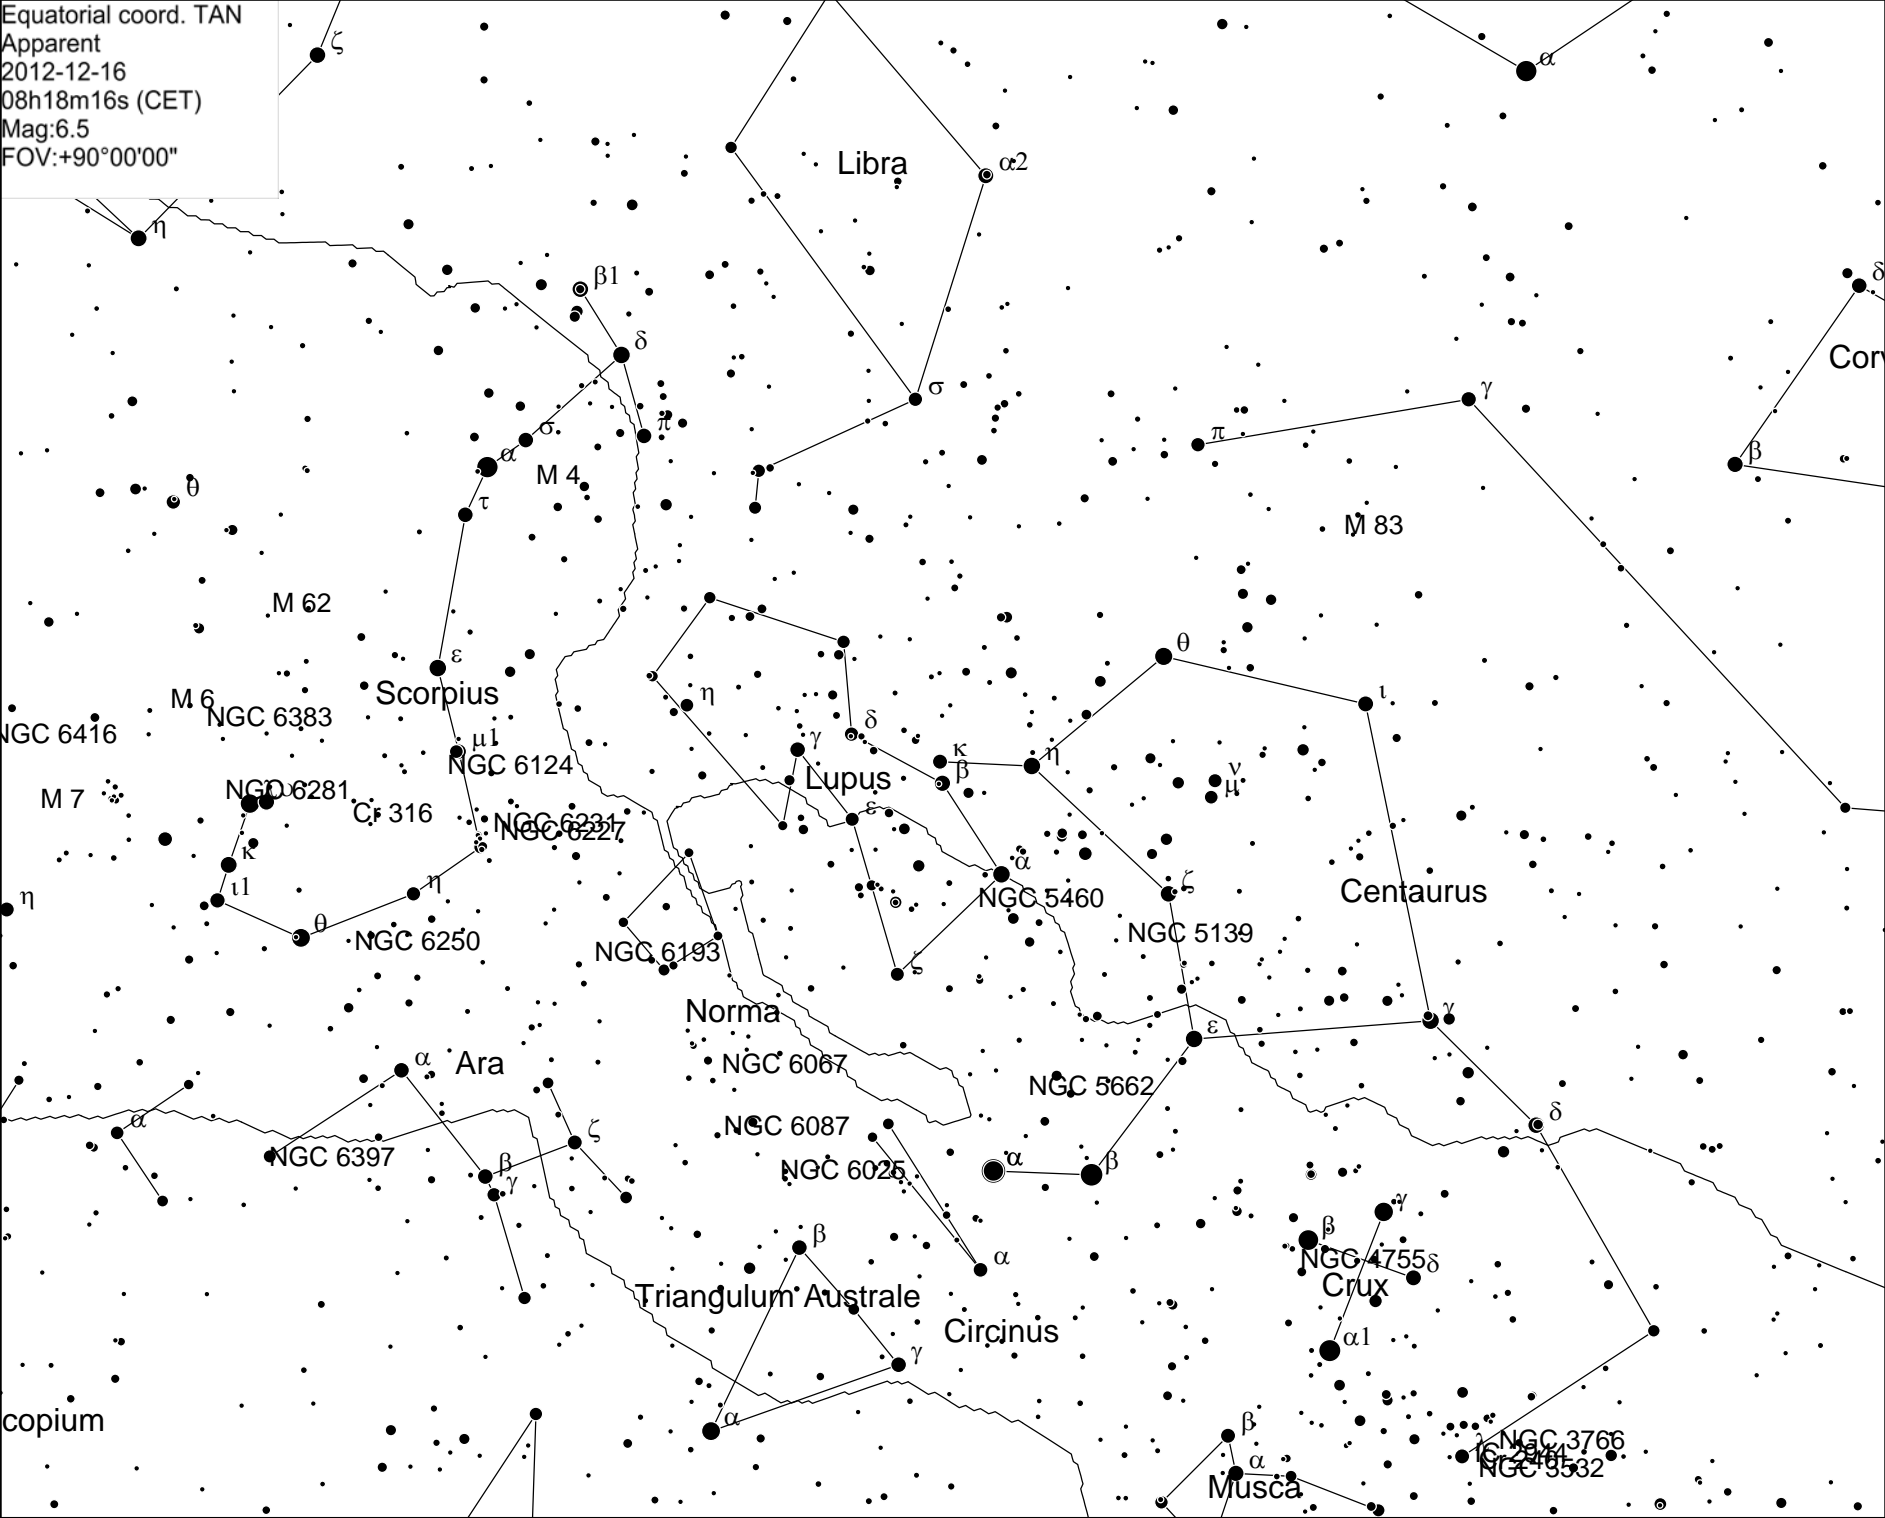 Equatorial coord. TAN
Apparent
2012-12-16
08h18m16s (CET)
Mag:6.5
FOV:+90°00'00"
ζ
α
Libra
α2
η
β1
δ
δ
Corv
σ
γ
π
σ
π
α
M 4
β
θ
τ
M 83
M 62
θ
ε
Scorpius
η
ι
M 6
NGC 6383
NGC 6416
μ1
NGC 6124
δ
γ
κ
η
Lupus
β
ν
μ
NGC 6281
υ
M 7
Cr 316
NGC 6231
NGC 6227
ε
κ
α
ι1
η
ζ
NGC 5460
Centaurus
η
θ
NGC 6250
NGC 6193
ζ
NGC 5139
Norma
γ
ε
α
Ara
NGC 6067
NGC 5662
α
NGC 6087
δ
ζ
NGC 6397
β
NGC 6025
α
β
γ
γ
β
β
α
NGC 4755
δ
Triangulum Australe
Crux
Circinus
α1
γ
copium
α
β
λ
NGC 3766
IC 2944
NGC 3532
α
Musca